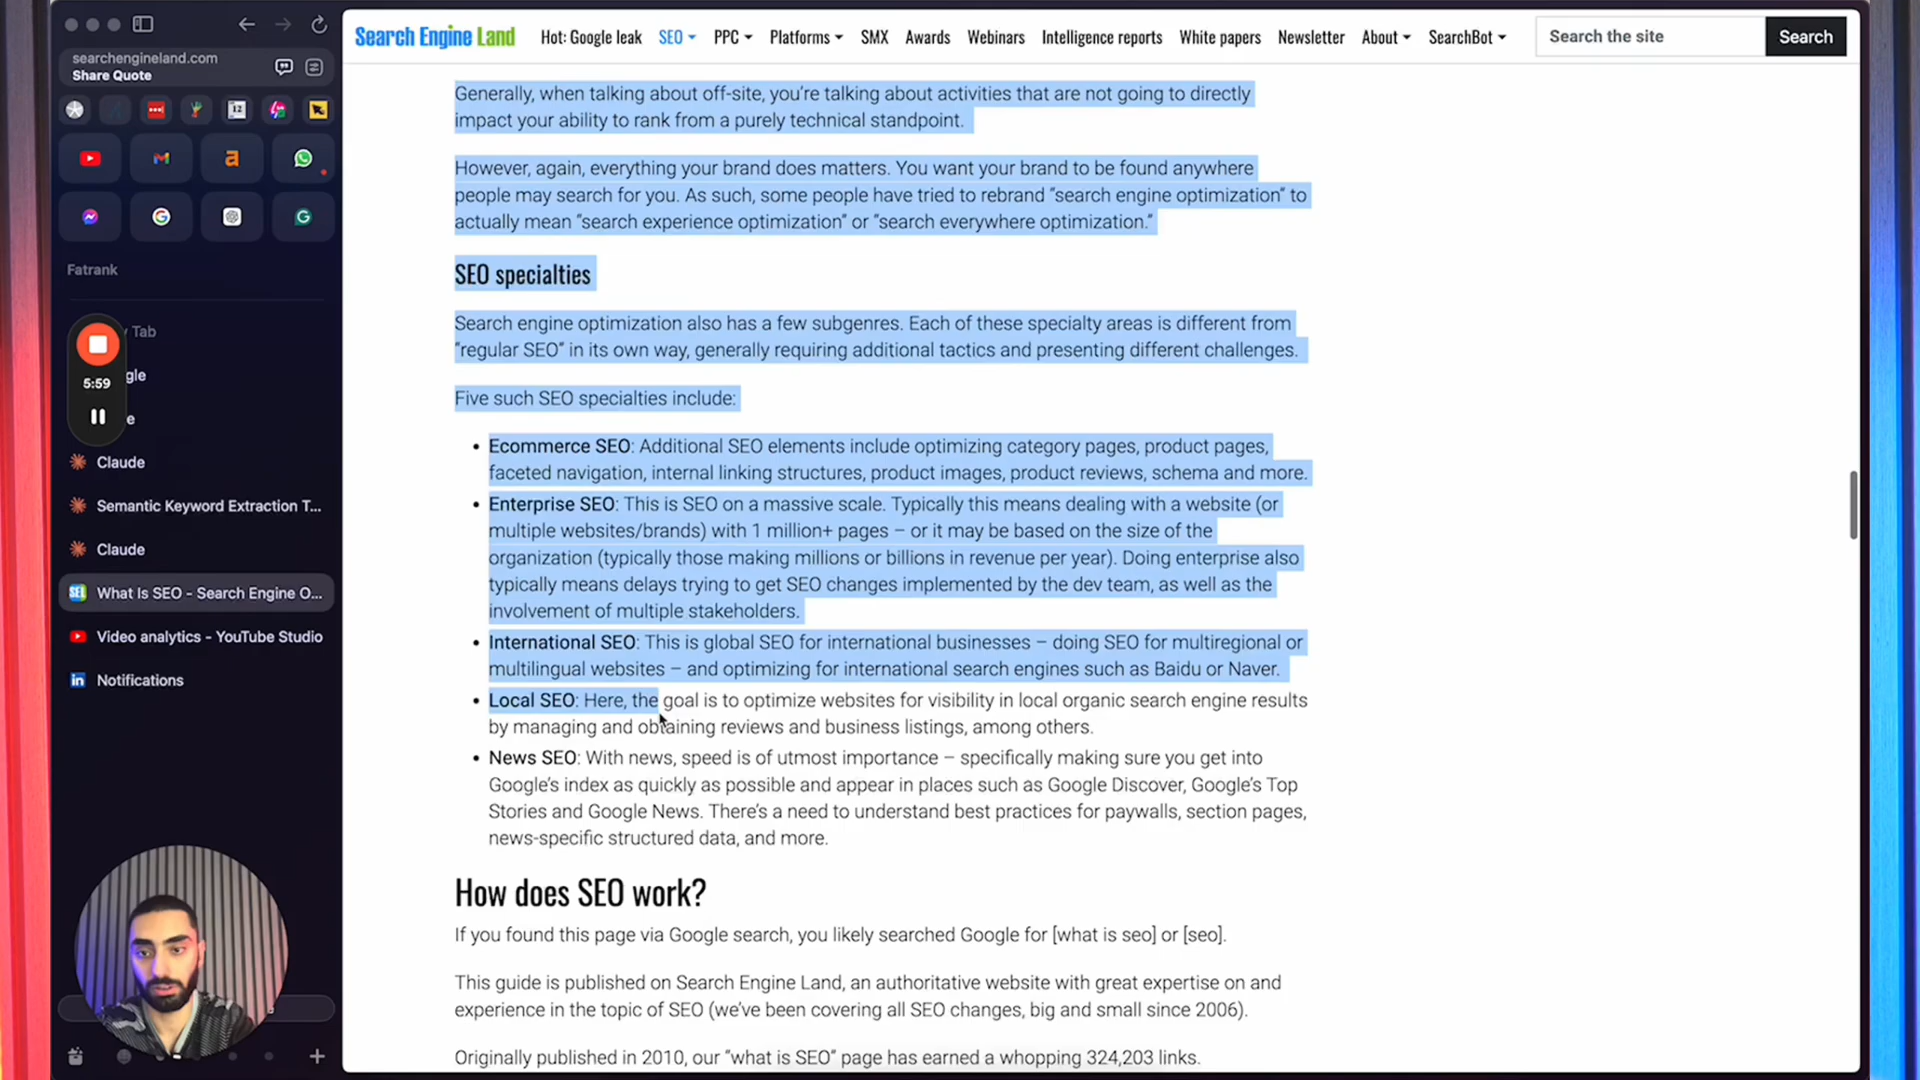 searchengineland.com
Share Quote
12
Fatrank
Tab
5:59
gle
e
Claude
Semantic Keyword Extraction T...
Claude
What Is SEO - Search Engine O...
Video analytics - YouTube Studio
Notifications
Search Engine Land
Hot: Google leak SEO PPC Platforms SMX Awards Webinars Intelligence reports White papers Newsletter About SearchBot
Search the site
Search
Generally, when talking about off-site, you're talking about activities that are not going to directly
impact your ability to rank from a purely technical standpoint.
However, again, everything your brand does matters. You want your brand to be found anywhere
people may search for you. As such, some people have tried to rebrand “search engine optimization” to
actually mean “search experience optimization” or “search everywhere optimization.”
SEO specialties
Search engine optimization also has a few subgenres. Each of these specialty areas is different from
“regular SEO” in its own way, generally requiring additional tactics and presenting different challenges.
Five such SEO specialties include:
• Ecommerce SEO: Additional SEO elements include optimizing category pages, product pages,
faceted navigation, internal linking structures, product images, product reviews, schema and more.
• Enterprise SEO: This is SEO on a massive scale. Typically this means dealing with a website (or
multiple websites/brands) with 1 million+ pages – or it may be based on the size of the
organization (typically those making millions or billions in revenue per year). Doing enterprise also
typically means delays trying to get SEO changes implemented by the dev team, as well as the
involvement of multiple stakeholders.
• International SEO: This is global SEO for international businesses – doing SEO for multiregional or
multilingual websites – and optimizing for international search engines such as Baidu or Naver.
• Local SEO: Here, the goal is to optimize websites for visibility in local organic search engine results
by managing and obtaining reviews and business listings, among others.
• News SEO: With news, speed is of utmost importance – specifically making sure you get into
Google's index as quickly as possible and appear in places such as Google Discover, Google's Top
Stories and Google News. There's a need to understand best practices for paywalls, section pages,
news-specific structured data, and more.
How does SEO work?
If you found this page via Google search, you likely searched Google for [what is seo] or [seo].
This guide is published on Search Engine Land, an authoritative website with great expertise on and
experience in the topic of SEO (we've been covering all SEO changes, big and small since 2006).
Originally published in 2010, our “what is SEO” page has earned a whopping 324,203 links.